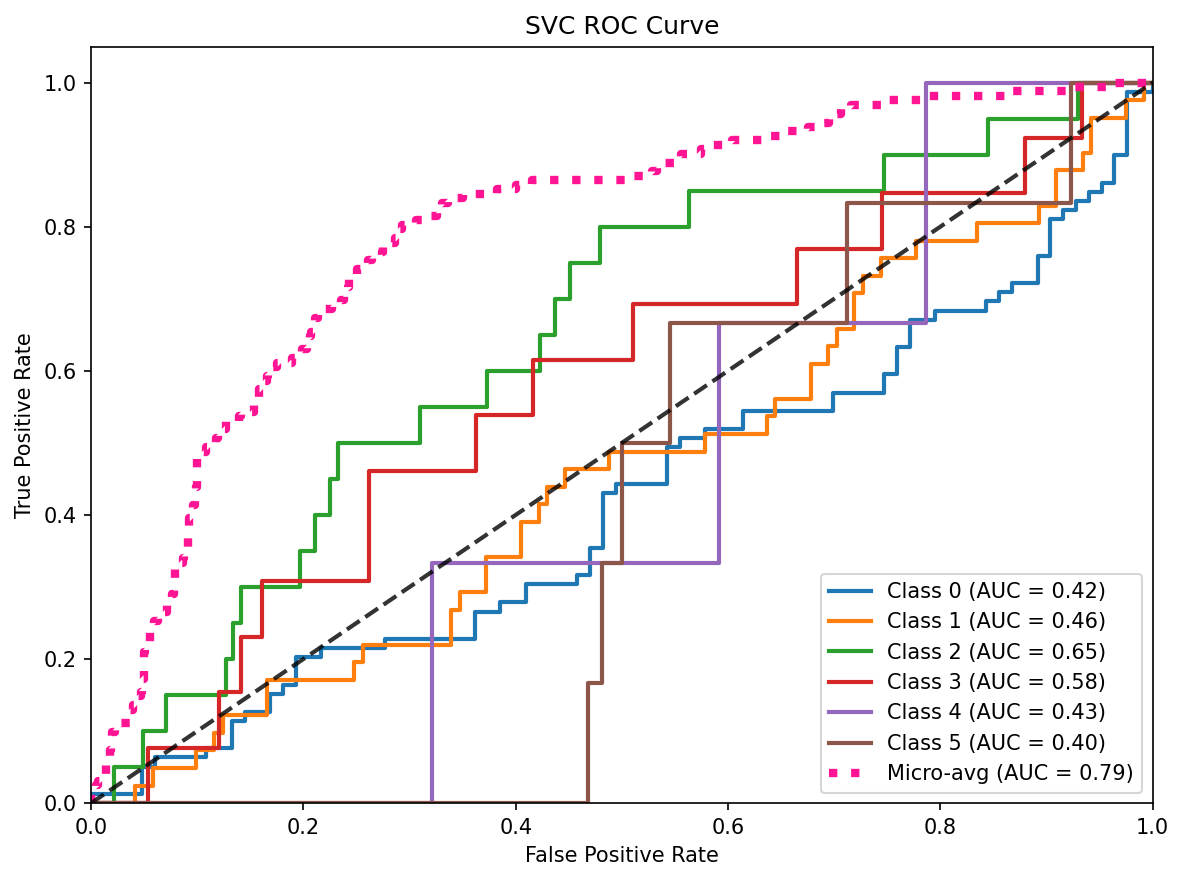 SVC ROC Curve
True Positive Rate
1.0
0.8
0.6
0.4
0.2
0.0
0.0 0.2 0.4 0.6 0.8 1.0
False Positive Rate
Class 0 (AUC = 0.42)
Class 1 (AUC = 0.46)
Class 2 (AUC = 0.65)
Class 3 (AUC = 0.58)
Class 4 (AUC = 0.43)
Class 5 (AUC = 0.40)
Micro-avg (AUC = 0.79)